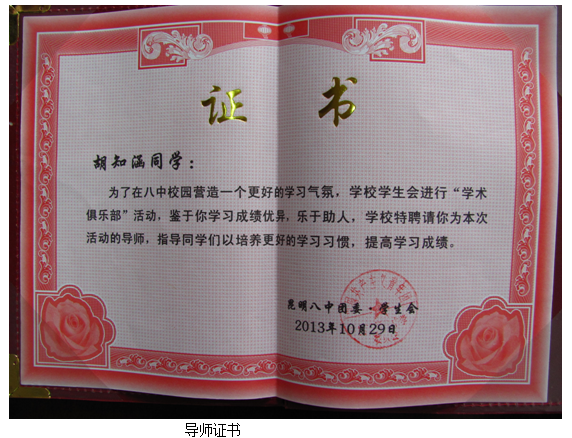 证 书
胡知涵同学：
为了在八中校园营造一个更好的学习气氛，学校学生会进行“学术
俱乐部”活动，鉴于你学习成绩优异，乐于助人，学校特聘请你为本次
活动的导师，指导同学们以培养更好的学习习惯，提高学习成绩。
昆明八中团委 学生会
2013年10月29日
导师证书